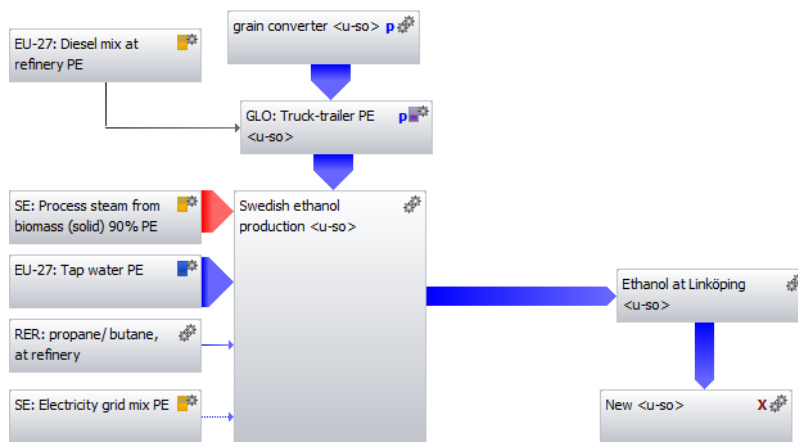 grain converter <u-so> p
EU-27: Diesel mix at
refinery PE
GLO: Truck-trailer PE p
<u-so>
SE: Process steam from
biomass (solid) 90% PE
Swedish ethanol
production <u-so>
EU-27: Tap water PE
Ethanol at Linköping
<u-so>
RER: propane/ butane,
at refinery
SE: Electricity grid mix PE
New <u-so> X